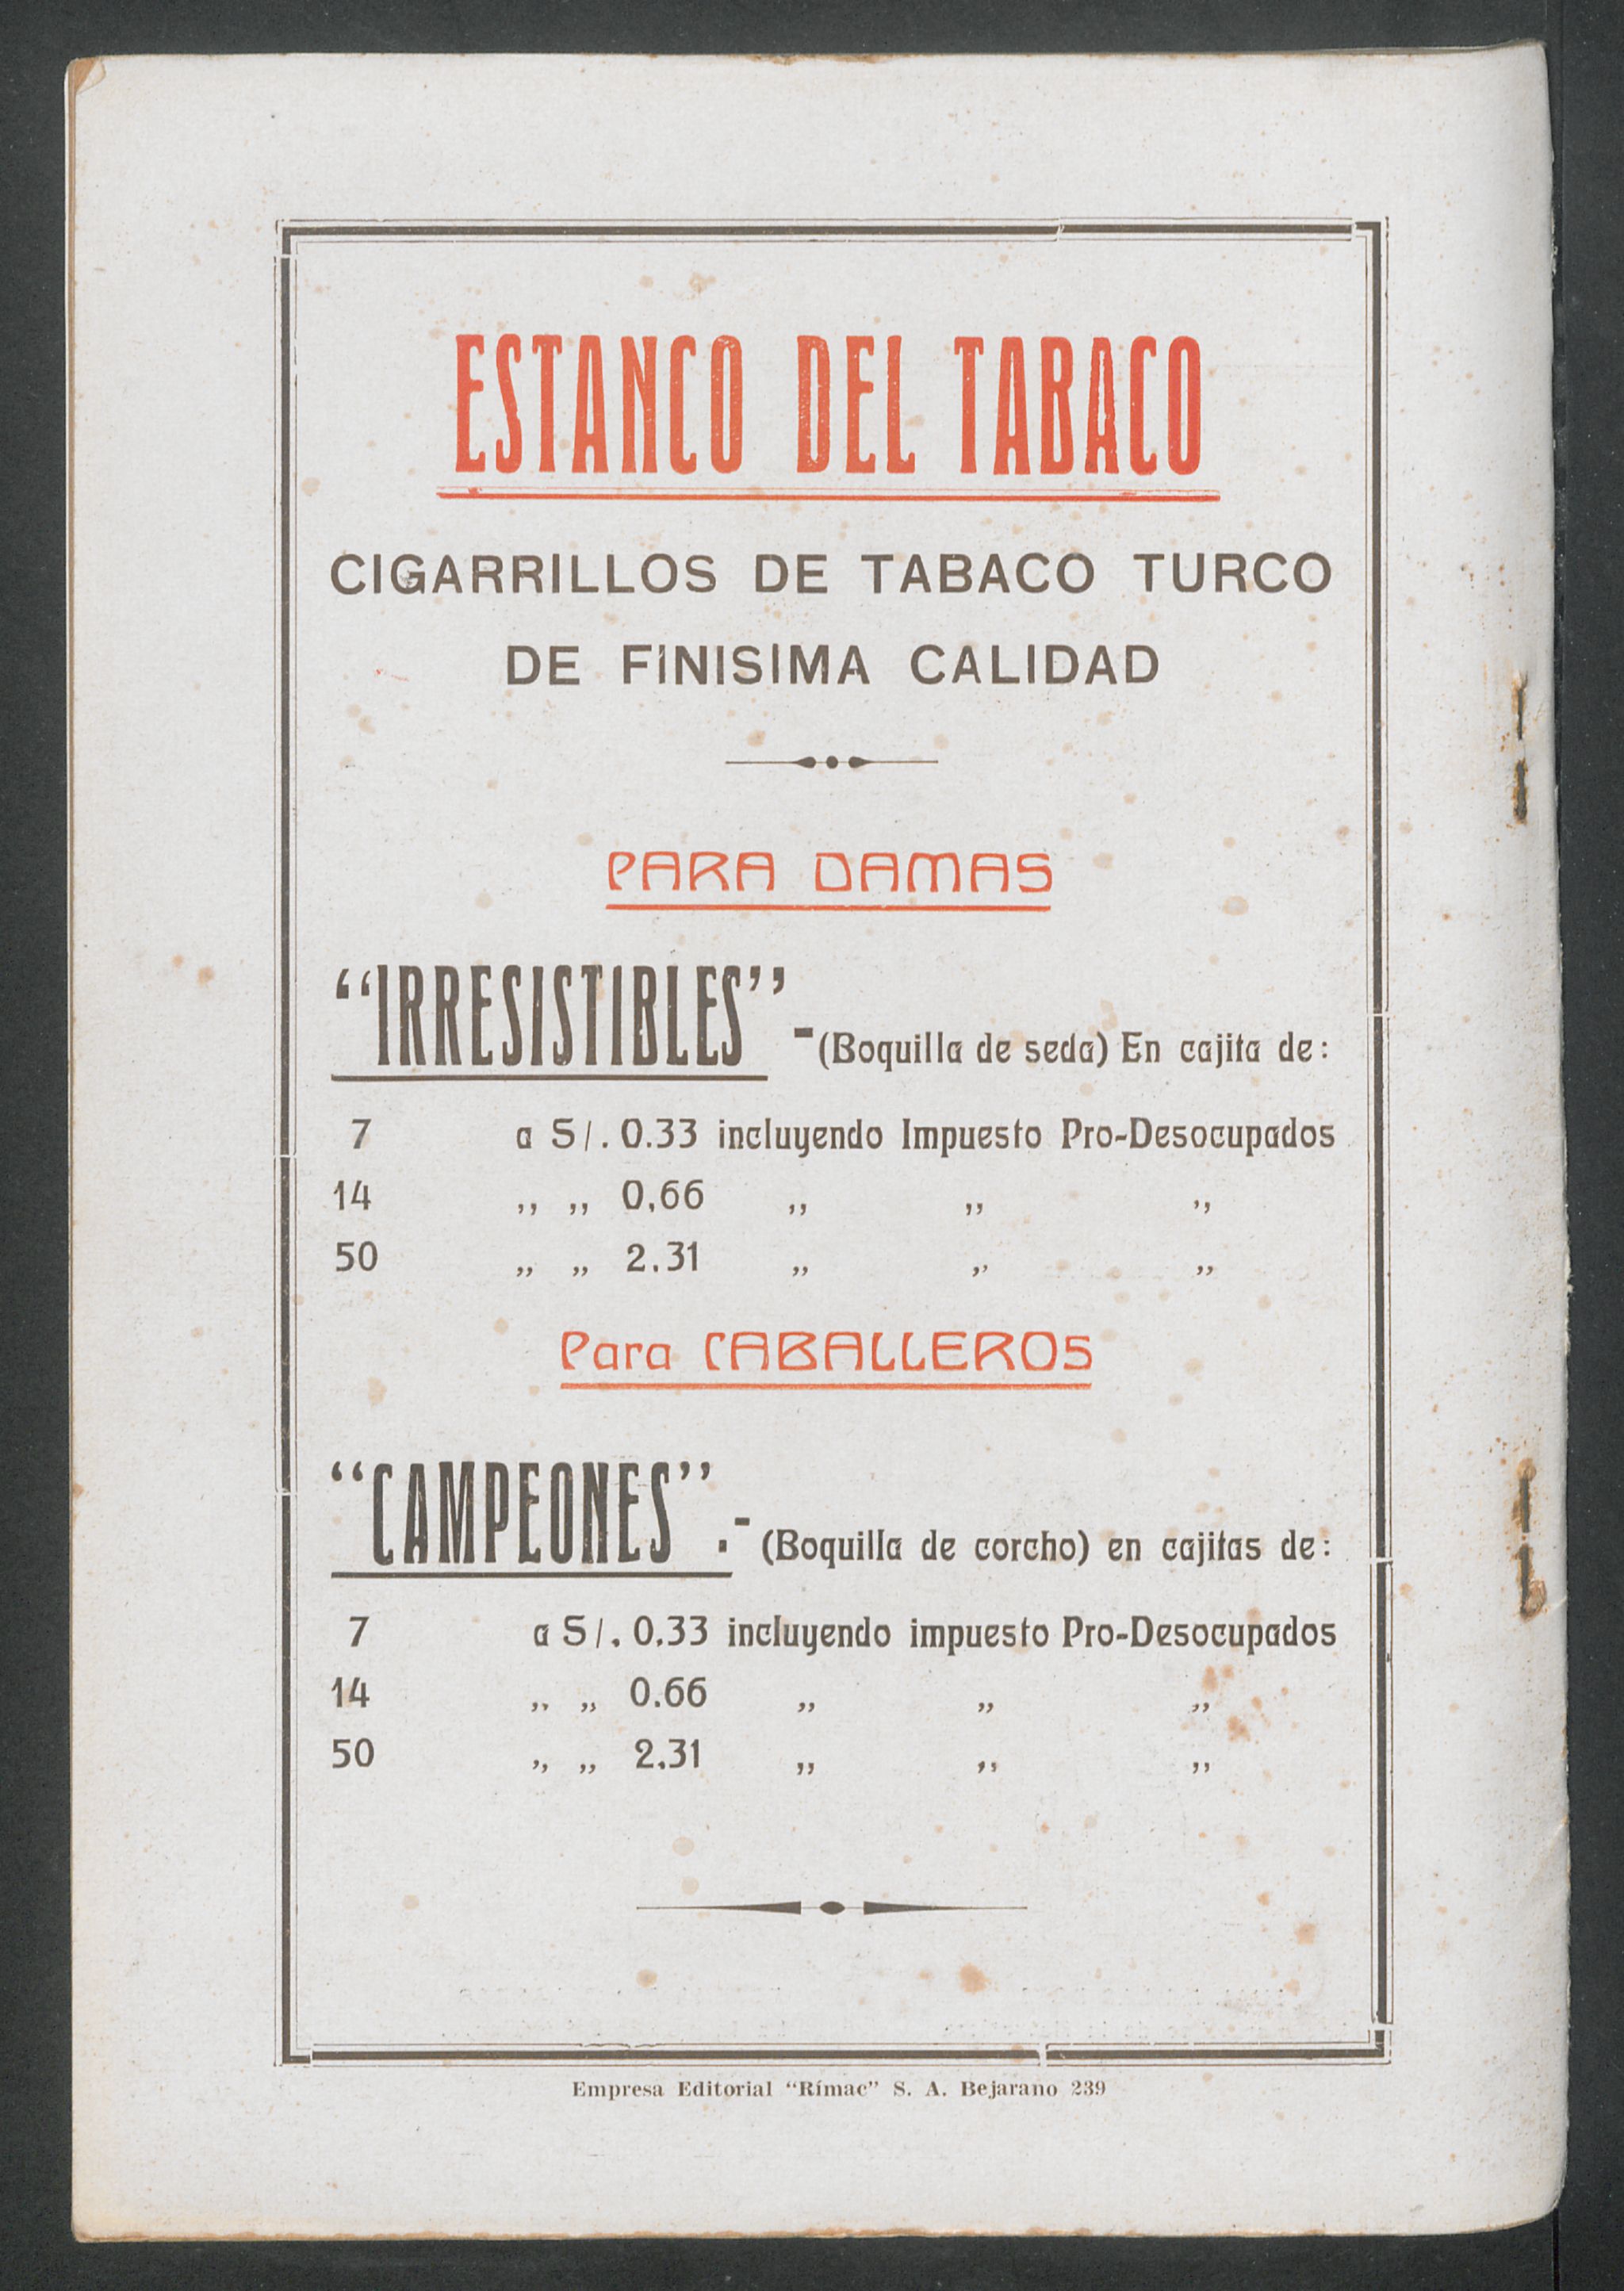 ESTANCO DEL TABACO
CIGARRILLOS DE TABACO TURCO
DE FINISIMA CALIDAD
PARA DAMAS
“IRRESISTIBLES” -(Boquilla de seda) En cajita de:
7 a S/. 0.33 incluyendo Impuesto Pro-Desocupados
14 ,, ,, 0,66 ,, ,, ,,
50 ,, ,, 2.31 ,, ,, ,,
Para CABALLEROS
“CAMPEONES”.- (Boquilla de corcho) en cajitas de:
7 a S/. 0.33 incluyendo impuesto Pro-Desocupados
14 ,, ,, 0.66 ,, ,, ,,
50 ,, ,, 2.31 ,, ,, ,,
Empresa Editorial “Rímac” S. A. Bejarano 239